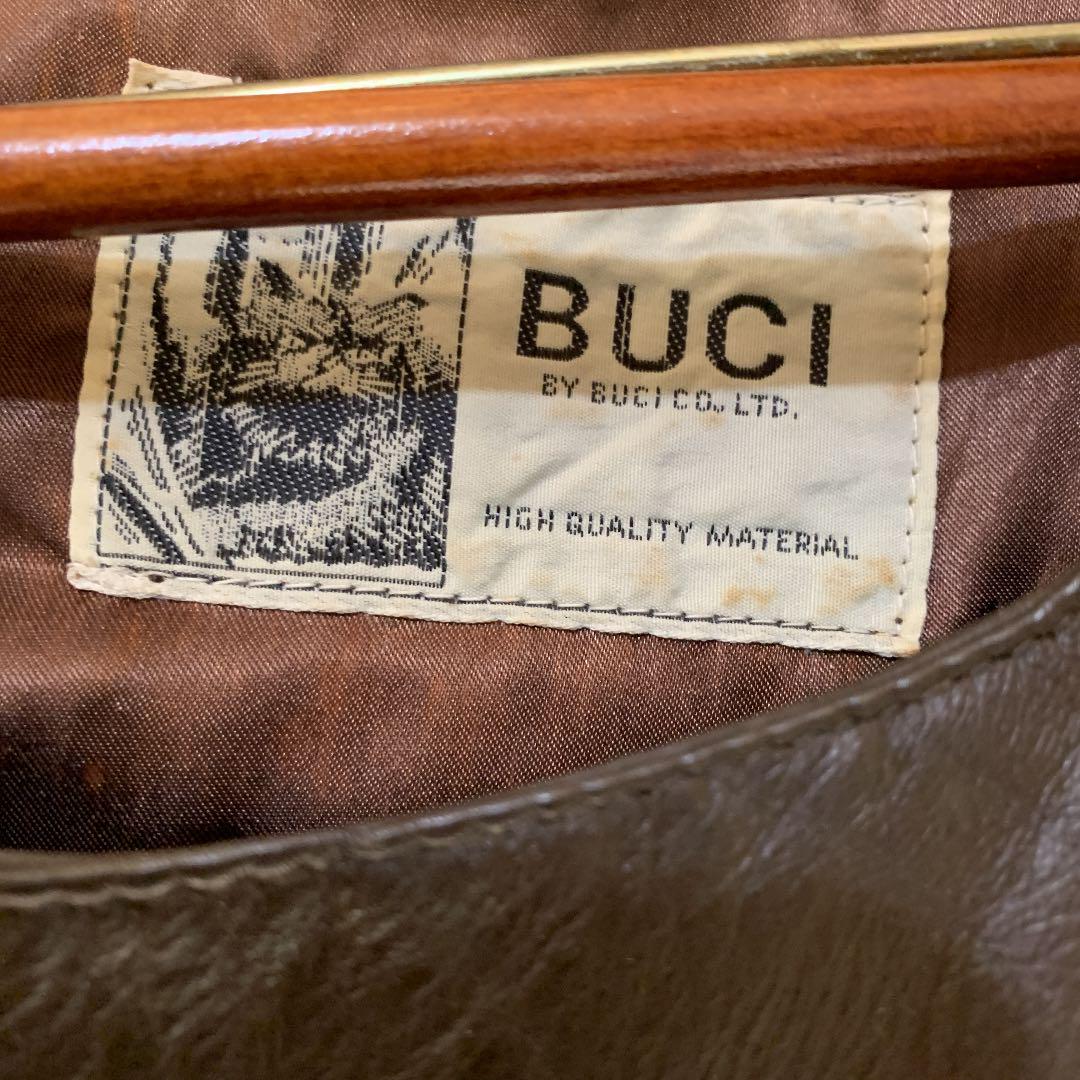 BUCI
BY BUCI CO., LTD.
HIGH QUALITY MATERIAL